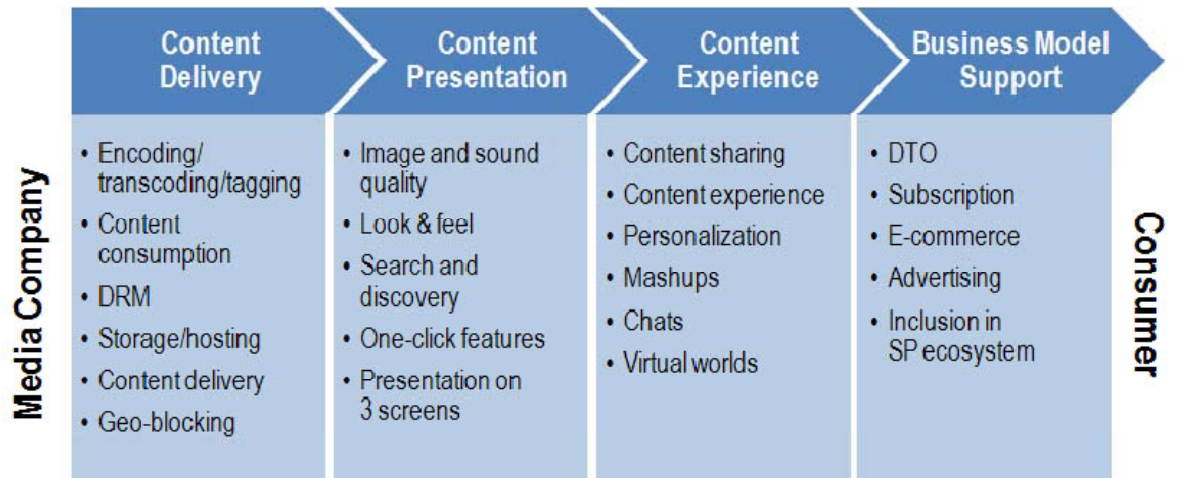 Media Company
Content
Delivery
• Encoding/
transcoding/tagging
• Content
consumption
• DRM
• Storage/hosting
• Content delivery
• Geo-blocking
Content
Presentation
• Image and sound
quality
• Look & feel
• Search and
discovery
• One-click features
• Presentation on
3 screens
Content
Experience
• Content sharing
• Content experience
• Personalization
• Mashups
• Chats
• Virtual worlds
Business Model
Support
• DTO
• Subscription
• E-commerce
• Advertising
• Inclusion in
SP ecosystem
Consumer